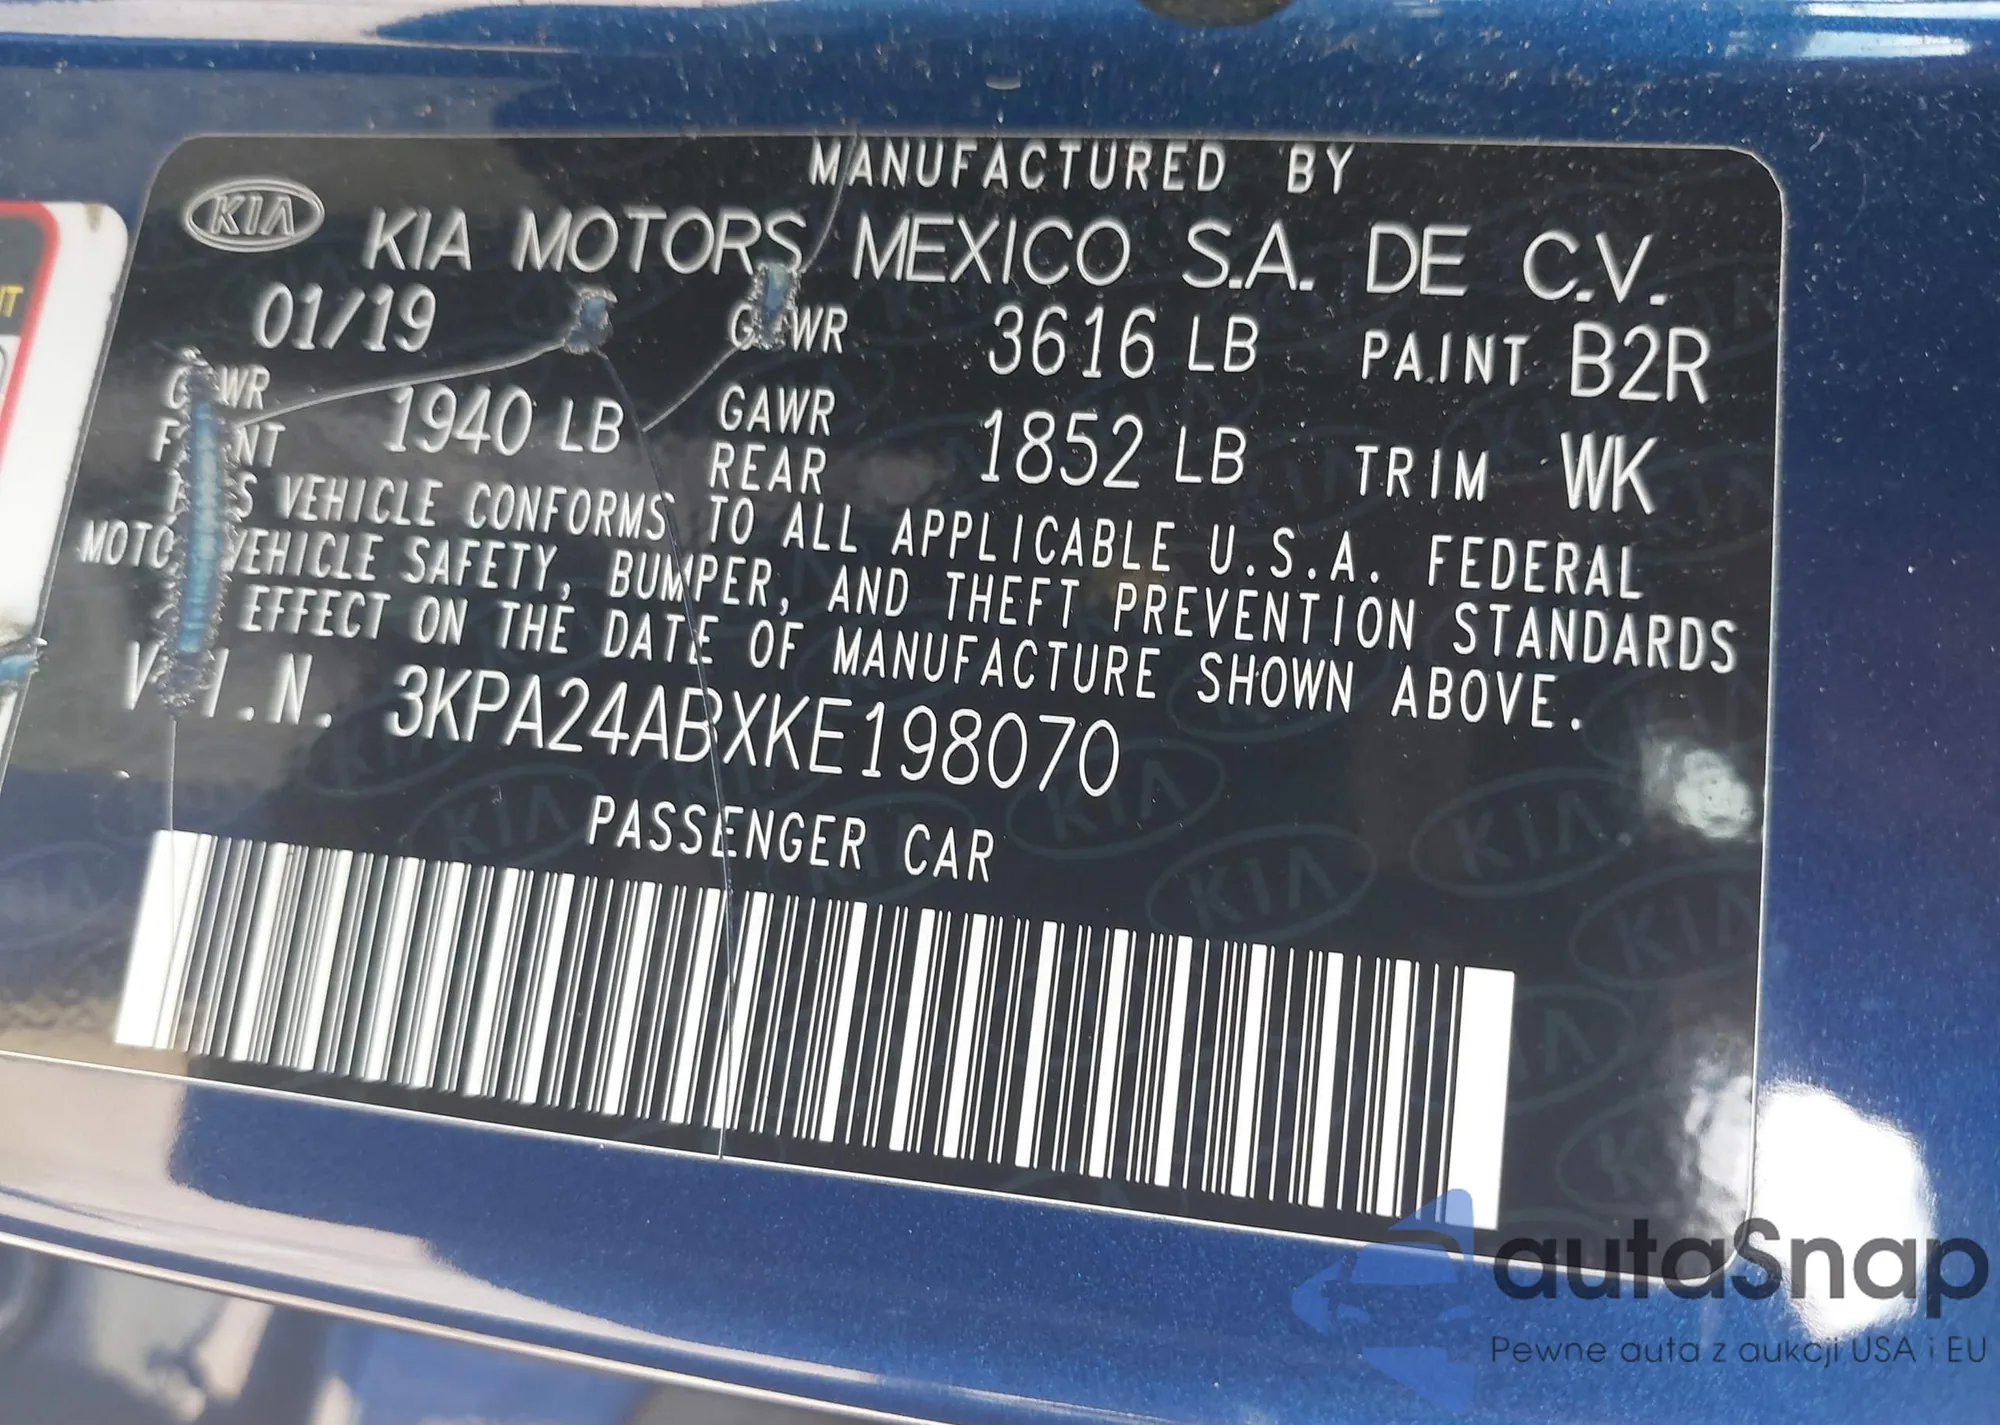 MANUFACTURED BY
KIA KIA MOTORS MEXICO S.A. DE C.V.
01/19 GVWR 3616 LB PAINT B2R
GAWR FRONT 1940 LB GAWR REAR 1852 LB TRIM WK
THIS VEHICLE CONFORMS TO ALL APPLICABLE U.S.A. FEDERAL
MOTOR VEHICLE SAFETY, BUMPER, AND THEFT PREVENTION STANDARDS
EFFECT ON THE DATE OF MANUFACTURE SHOWN ABOVE.
V.I.N. 3KPA24ABXKE198070
PASSENGER CAR
autaSnap
Pewne auta z aukcji USA i EU